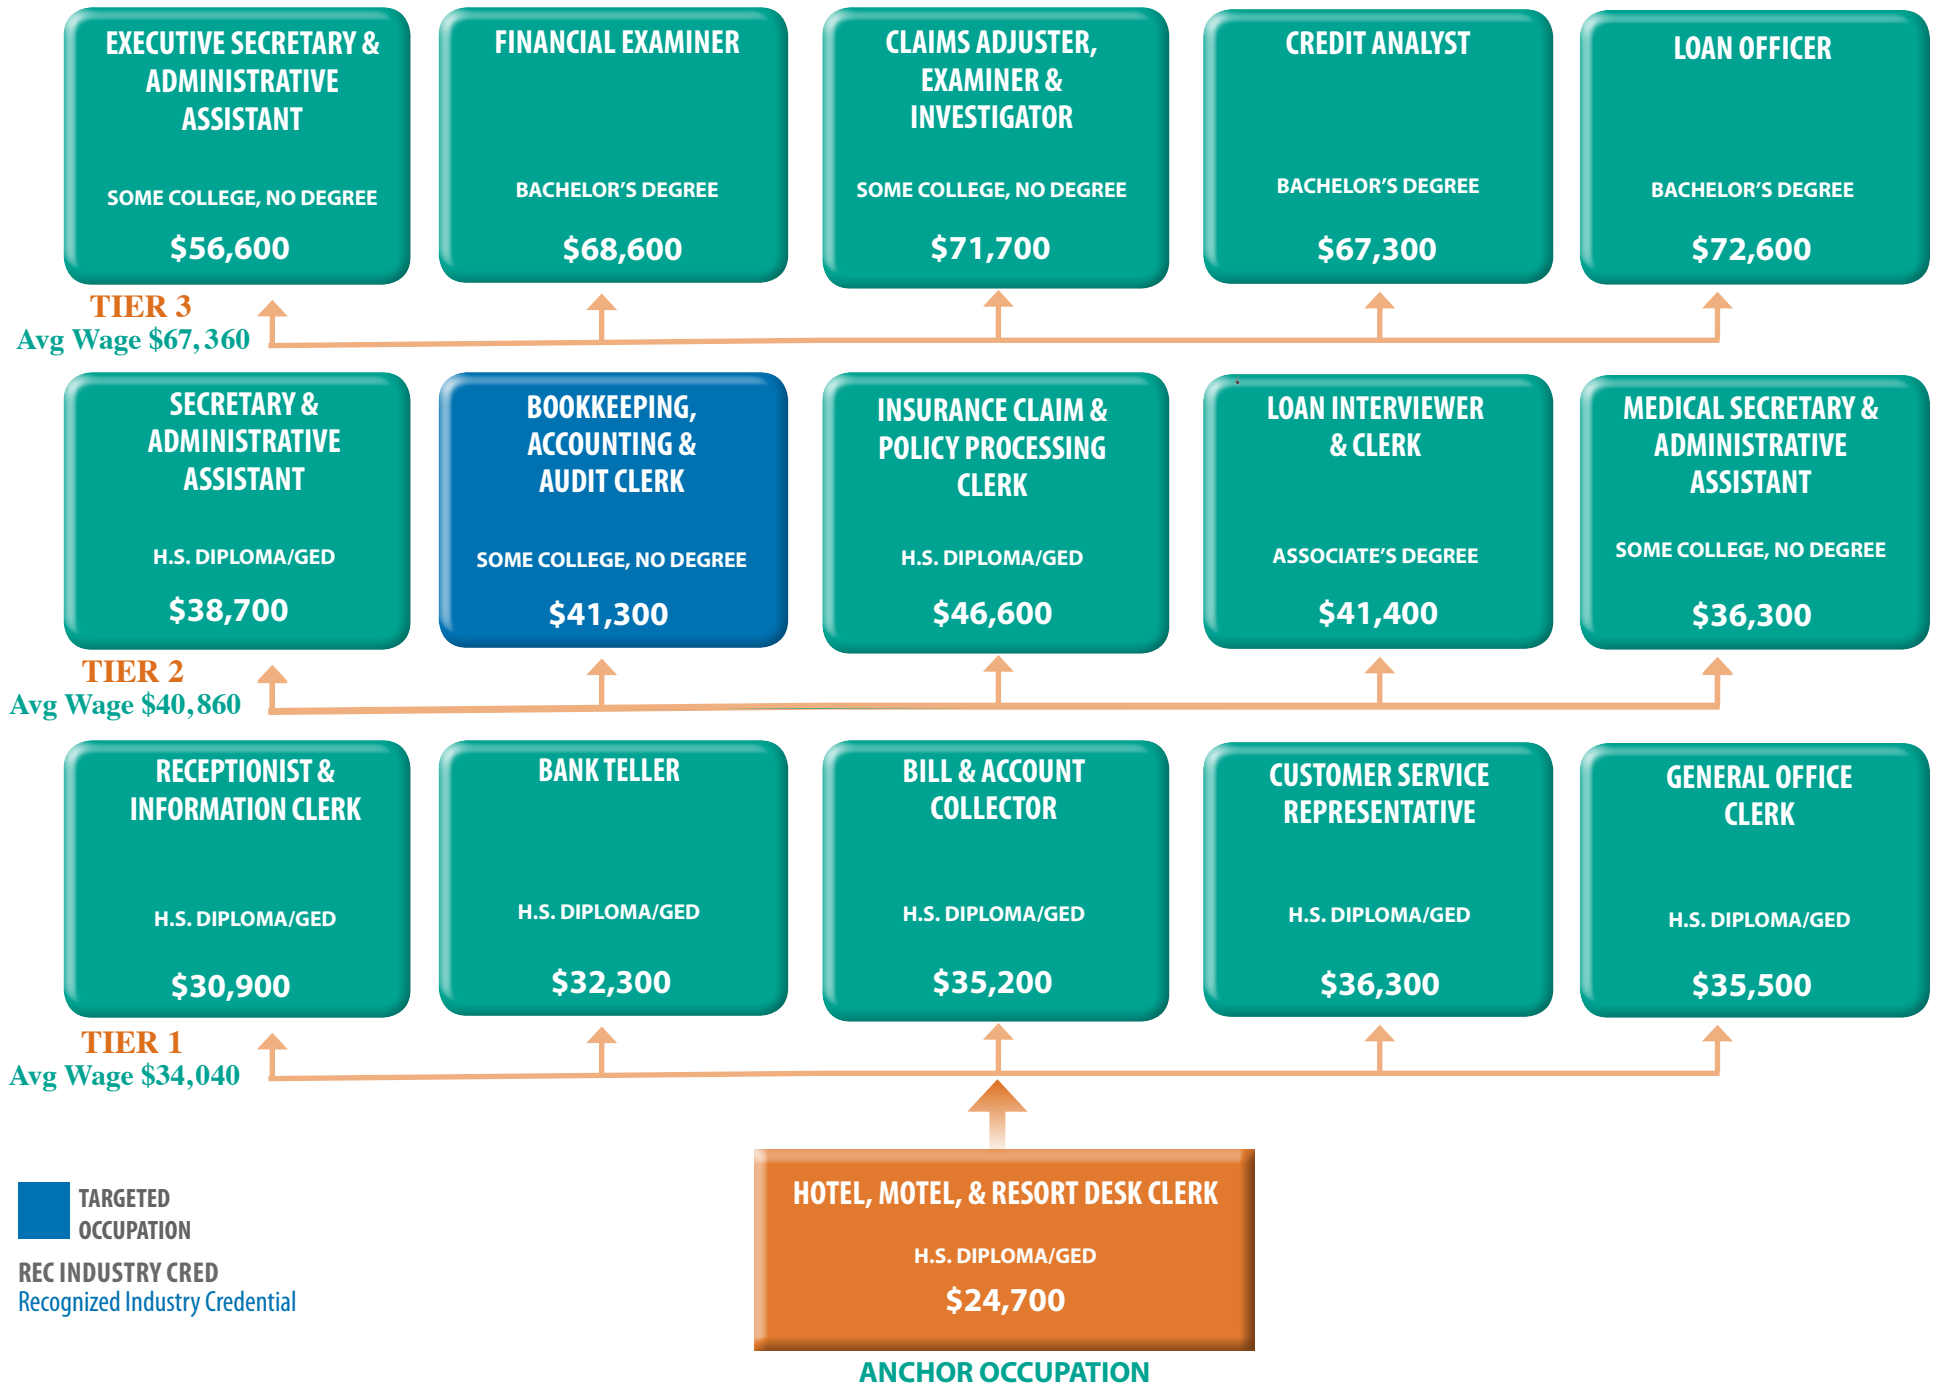 EXECUTIVE SECRETARY &
ADMINISTRATIVE
ASSISTANT
SOME COLLEGE, NO DEGREE
$56,600
FINANCIAL EXAMINER
BACHELOR'S DEGREE
$68,600
CLAIMS ADJUSTER,
EXAMINER &
INVESTIGATOR
SOME COLLEGE, NO DEGREE
$71,700
CREDIT ANALYST
BACHELOR'S DEGREE
$67,300
LOAN OFFICER
BACHELOR'S DEGREE
$72,600
TIER 3
Avg Wage $67,360
SECRETARY &
ADMINISTRATIVE
ASSISTANT
H.S. DIPLOMA/GED
$38,700
BOOKKEEPING,
ACCOUNTING &
AUDIT CLERK
SOME COLLEGE, NO DEGREE
$41,300
INSURANCE CLAIM &
POLICY PROCESSING
CLERK
H.S. DIPLOMA/GED
$46,600
LOAN INTERVIEWER
& CLERK
ASSOCIATE'S DEGREE
$41,400
MEDICAL SECRETARY &
ADMINISTRATIVE
ASSISTANT
SOME COLLEGE, NO DEGREE
$36,300
TIER 2
Avg Wage $40,860
RECEPTIONIST &
INFORMATION CLERK
H.S. DIPLOMA/GED
$30,900
BANK TELLER
H.S. DIPLOMA/GED
$32,300
BILL & ACCOUNT
COLLECTOR
H.S. DIPLOMA/GED
$35,200
CUSTOMER SERVICE
REPRESENTATIVE
H.S. DIPLOMA/GED
$36,300
GENERAL OFFICE
CLERK
H.S. DIPLOMA/GED
$35,500
TIER 1
Avg Wage $34,040
HOTEL, MOTEL, & RESORT DESK CLERK
H.S. DIPLOMA/GED
$24,700
ANCHOR OCCUPATION
TARGETED
OCCUPATION
REC INDUSTRY CRED
Recognized Industry Credential